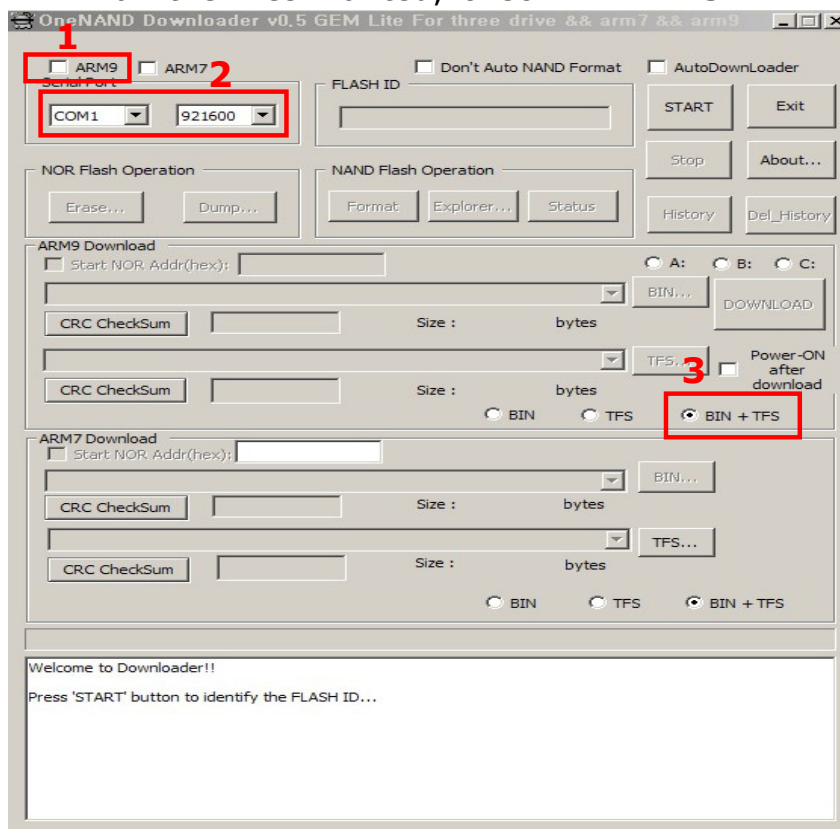 OneNAND Downloader v0.5 GEM Lite For three drive && arm7 && arm9
1
ARM9 ARM7 Don't Auto NAND Format AutoDownLoader
2
FLASH ID
COM1 921600 START Exit
NOR Flash Operation NAND Flash Operation Stop About...
Erase... Dump... Format Explorer... Status History Del_History
ARM9 Download
Start NOR Addr(hex): A: B: C:
BIN... DOWNLOAD
CRC CheckSum Size : bytes
TFS... Power-ON after download
3
CRC CheckSum Size : bytes
BIN TFS BIN + TFS
ARM7 Download
Start NOR Addr(hex):
BIN...
CRC CheckSum Size : bytes
TFS...
CRC CheckSum Size : bytes
BIN TFS BIN + TFS
Welcome to Downloader!!
Press 'START' button to identify the FLASH ID...